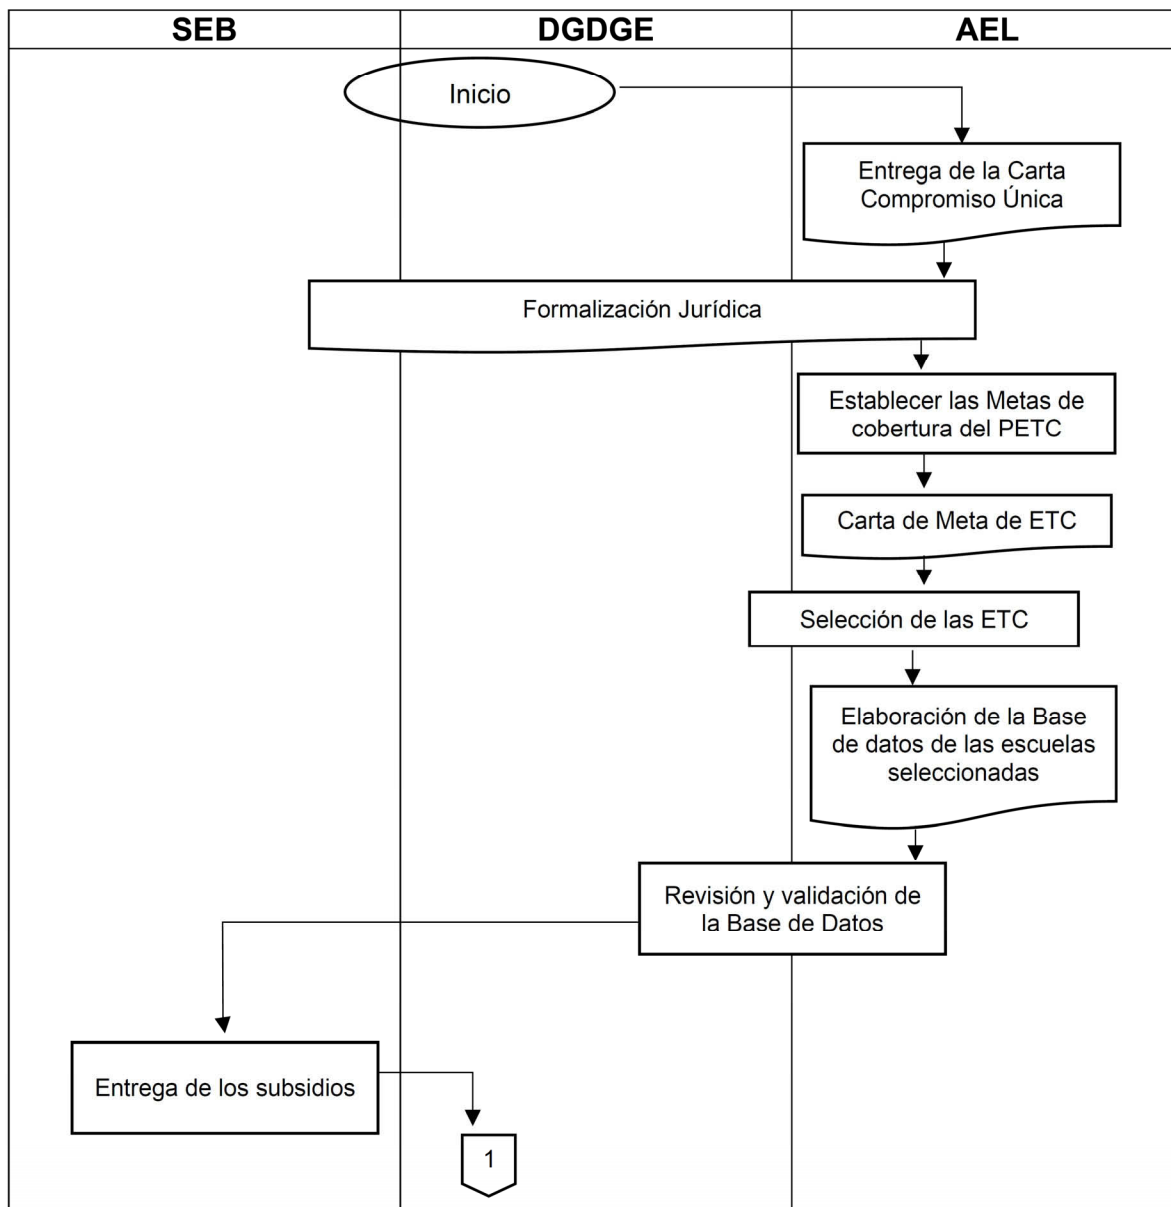 SEB
DGDGE
AEL
Inicio
Entrega de la Carta
Compromiso Única
Formalización Jurídica
Establecer las Metas de
cobertura del PETC
Carta de Meta de ETC
Selección de las ETC
Elaboración de la Base
de datos de las escuelas
seleccionadas
Revisión y validación de
la Base de Datos
Entrega de los subsidios
1